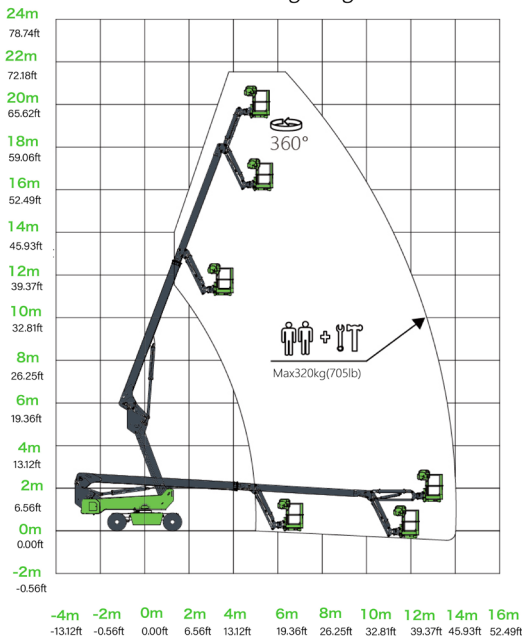 24m
78.74ft
22m
72.18ft
20m
65.62ft
18m
59.06ft
16m
52.49ft
14m
45.93ft
12m
39.37ft
10m
32.81ft
8m
26.25ft
6m
19.36ft
4m
13.12ft
2m
6.56ft
0m
0.00ft
-2m
-0.56ft
360°
+
Max320kg(705lb)
-4m -2m 0m 2m 4m 6m 8m 10m 12m 14m 16m
-13.12ft -0.56ft 0.00ft 6.56ft 13.12ft 19.36ft 26.25ft 32.81ft 39.37ft 45.93ft 52.49ft